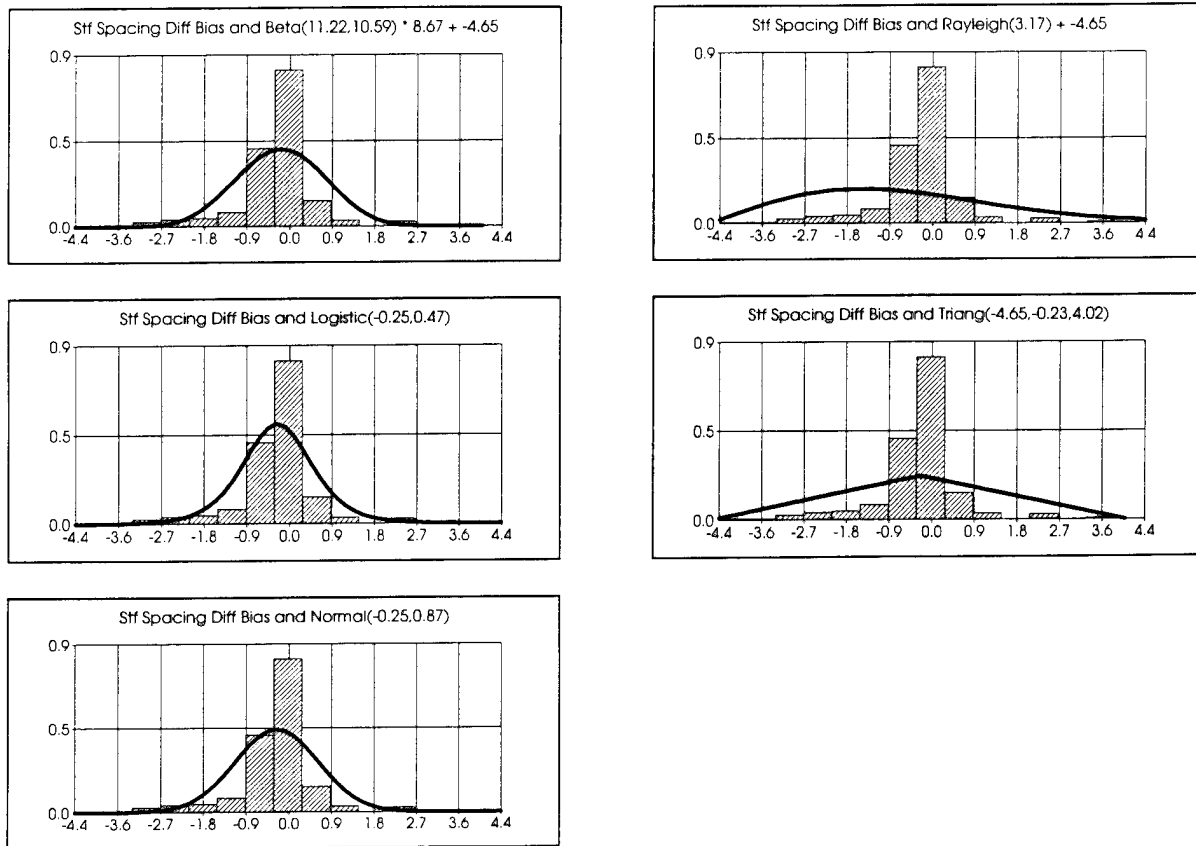 Stf Spacing Diff Bias and Beta(11.22,10.59) * 8.67 + -4.65
0.9
0.5
0.0
-4.4 -3.6 -2.7 -1.8 -0.9 0.0 0.9 1.8 2.7 3.6 4.4
Stf Spacing Diff Bias and Rayleigh(3.17) + -4.65
0.9
0.5
0.0
-4.4 -3.6 -2.7 -1.8 -0.9 0.0 0.9 1.8 2.7 3.6 4 4
Stf Spacing Diff Bias and Logistic(-0.25,0.47)
0.9
0.5
0.0
-4.4 -3.6 -2.7 -1.8 -0.9 0.0 0.9 1.8 2.7 3.6 4.4
Stf Spacing Diff Bias and Triang(-4.65,-0.23,4.02)
0.9
0.5
0.0
-4.4 -3.6 -2.7 -1.8 -0.9 0.0 0.9 1.8 2.7 3.6 4.4
Stf Spacing Diff Bias and Normal(-0.25,0.87)
0.9
0.5
0.0
-4.4 -3.6 -2.7 -1.8 -0.9 0.0 0.9 1.8 2.7 3.6 4.4